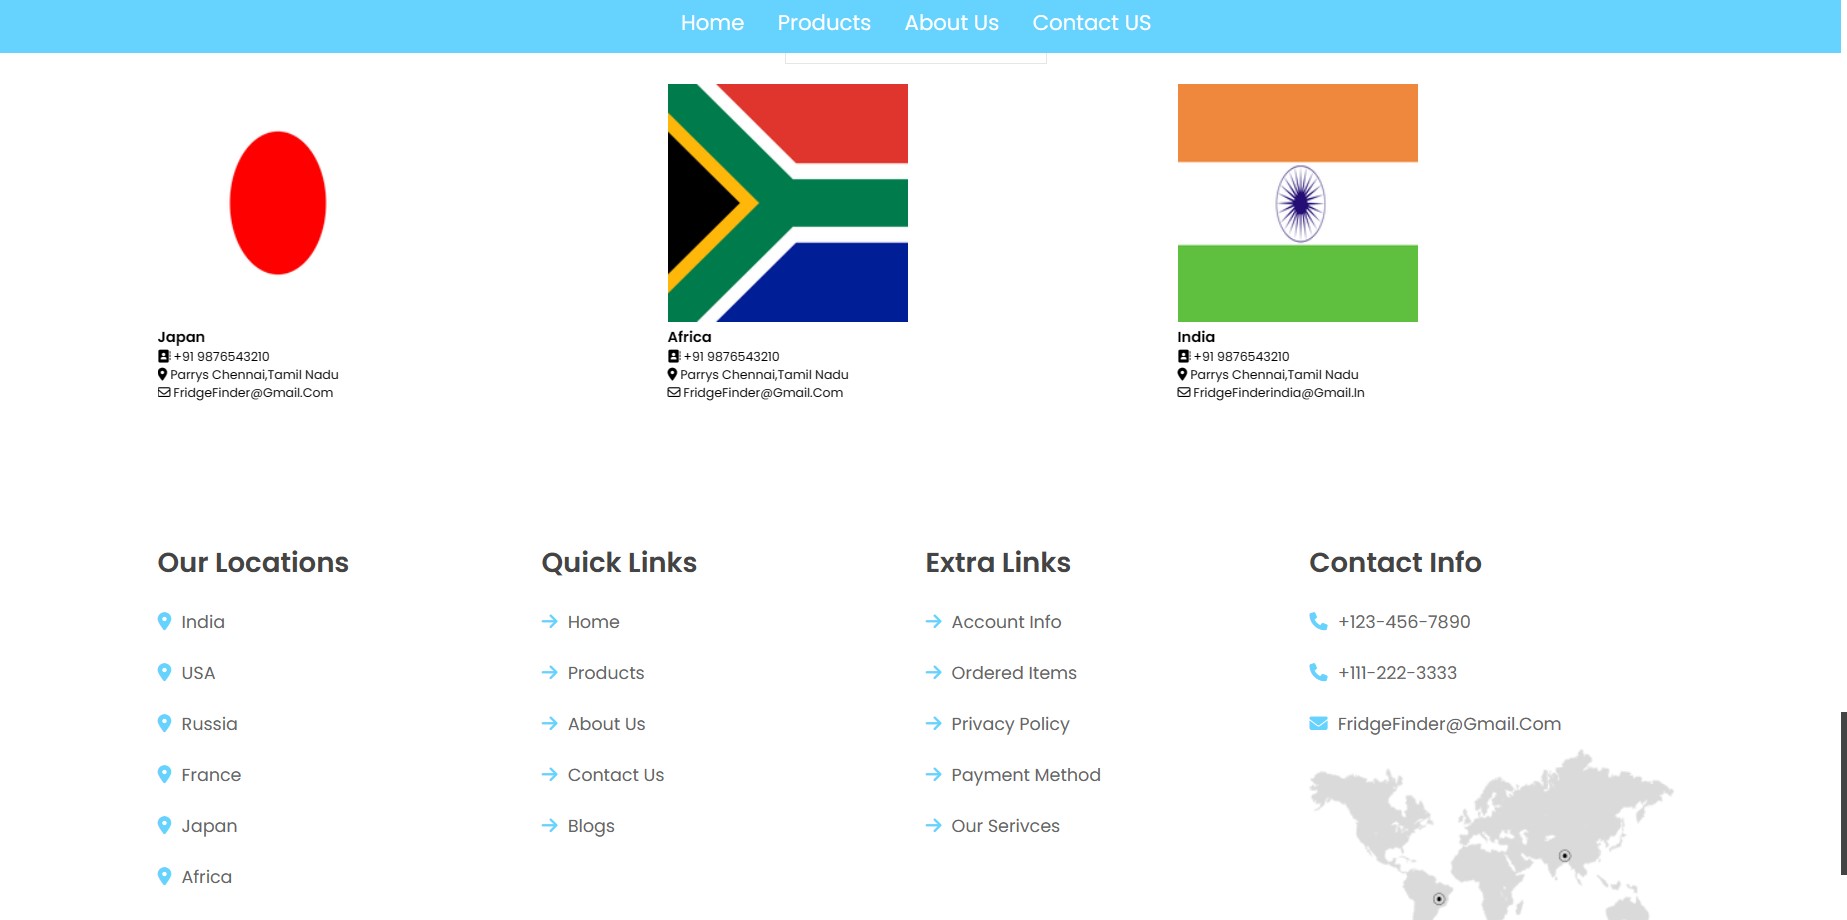 Home Products About Us Contact US
Japan
+91 9876543210
Parrys Chennai,Tamil Nadu
FridgeFinder@Gmail.Com
Africa
+91 9876543210
Parrys Chennai,Tamil Nadu
FridgeFinder@Gmail.Com
India
+91 9876543210
Parrys Chennai,Tamil Nadu
FridgeFinderindia@Gmail.In
Our Locations
India
USA
Russia
France
Japan
Africa
Quick Links
Home
Products
About Us
Contact Us
Blogs
Extra Links
Account Info
Ordered Items
Privacy Policy
Payment Method
Our Serivces
Contact Info
+123-456-7890
+111-222-3333
FridgeFinder@Gmail.Com